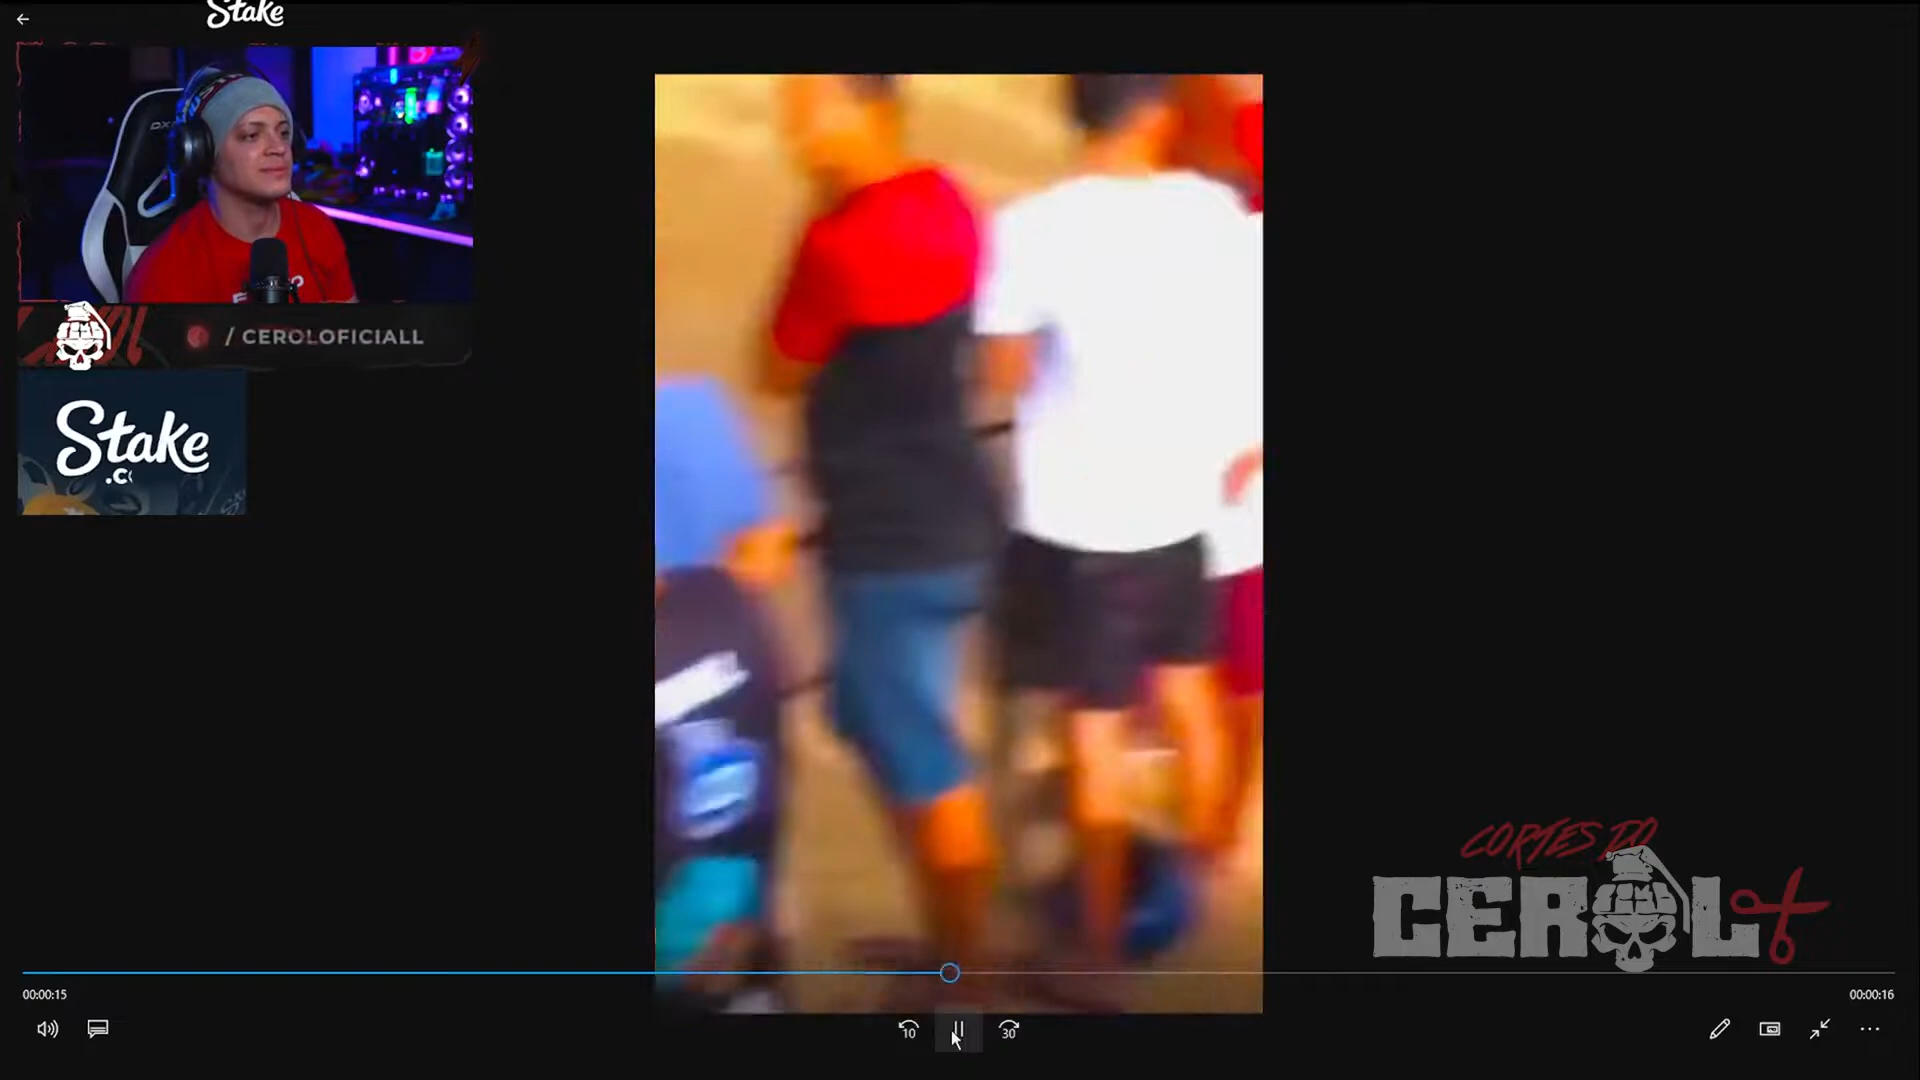 Stake
/ CEROLOFICIALL
Stake
.c
CORTES DO
CEROL
00:00:15
00:00:16
10
30